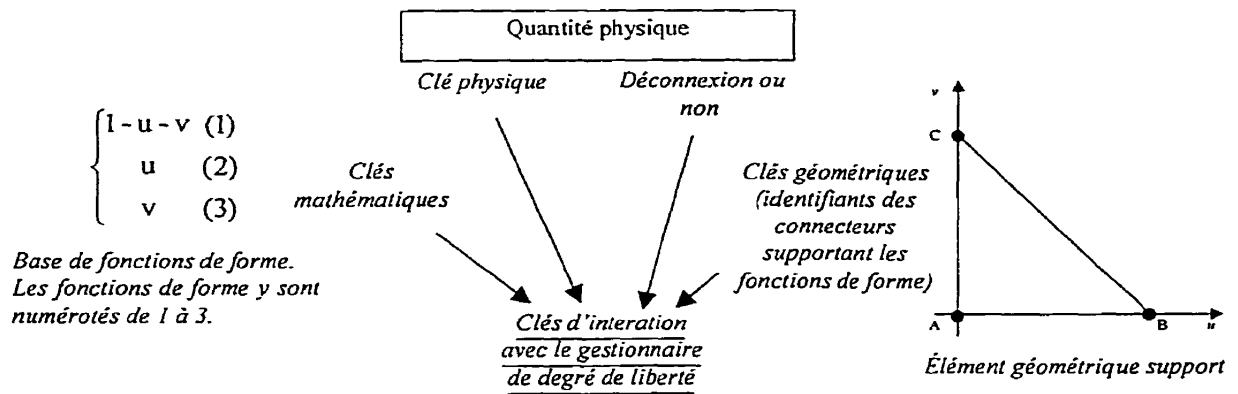 Quantité physique
Clé physique
Déconnexion ou
non
1 - u - v (1)
u (2)
v (3)
Base de fonctions de forme.
Les fonctions de forme y sont
numérotés de 1 à 3.
Clés
mathématiques
Clés géométriques
(identifiants des
connecteurs
supportant les
fonctions de forme)
Clés d'interation
avec le gestionnaire
de degré de liberté
v
C
A
B
u
Élément géométrique support